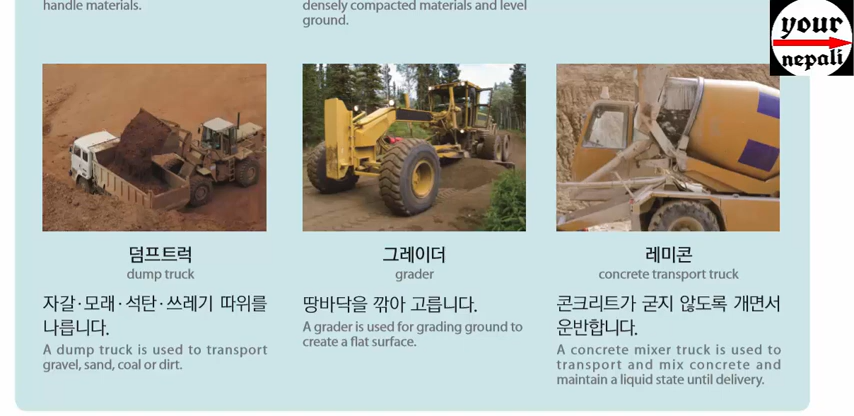 handle materials.
densely compacted materials and level
ground.
your
nepali
덤프트럭
dump truck
자갈·모래·석탄·쓰레기 따위를
나릅니다.
A dump truck is used to transport
gravel, sand, coal or dirt.
그레이더
grader
땅바닥을 깎아 고릅니다.
A grader is used for grading ground to
create a flat surface.
레미콘
concrete transport truck
콘크리트가 굳지 않도록 개면서
운반합니다.
A concrete mixer truck is used to
transport and mix concrete and
maintain a liquid state until delivery.